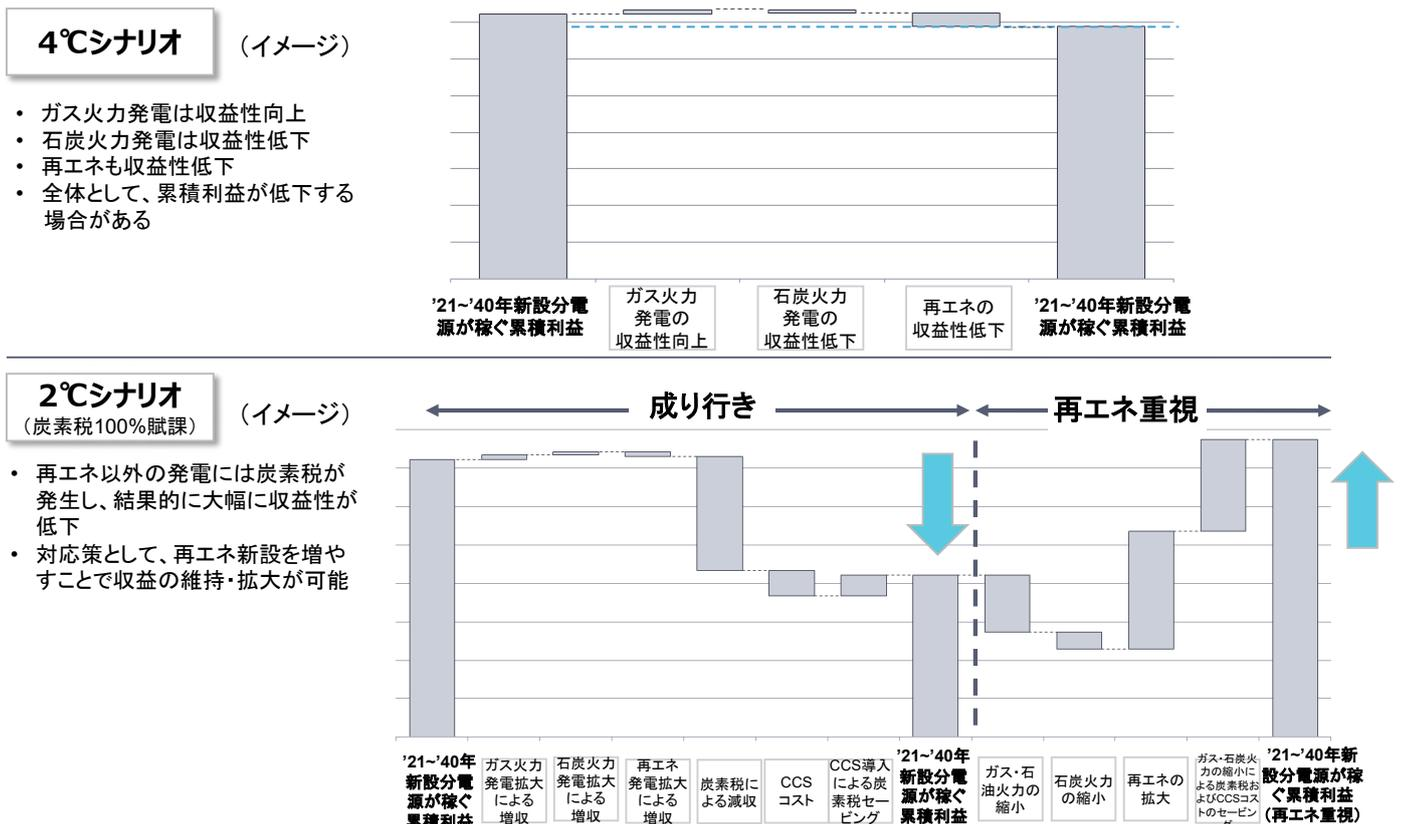 4℃シナリオ
（イメージ）
• ガス火力発電は収益性向上
• 石炭火力発電は収益性低下
• 再エネも収益性低下
• 全体として、累積利益が低下する
場合がある
’21~’40年新設分電
源が稼ぐ累積利益
ガス火力
発電の
収益性向上
石炭火力
発電の
収益性低下
再エネの
収益性低下
’21~’40年新設分電
源が稼ぐ累積利益
2℃シナリオ
（炭素税100%賦課）
（イメージ）
成り行き
再エネ重視
• 再エネ以外の発電には炭素税が
発生し、結果的に大幅に収益性が
低下
• 対応策として、再エネ新設を増や
すことで収益の維持・拡大が可能
’21~’40年
新設分電
源が稼ぐ
累積利益
ガス火力
発電拡大
による
増収
石炭火力
発電拡大
による
増収
再エネ
発電拡大
による
増収
炭素税に
よる減収
CCS
コスト
CCS導入
による炭
素税セー
ビング
’21~’40年
新設分電
源が稼ぐ
累積利益
ガス・石
油火力の
縮小
石炭火力
の縮小
再エネの
拡大
ガス・石炭火
力の縮小に
よる炭素税お
よびCCSコス
トのセービン
グ
’21~’40年新
設分電源が稼
ぐ累積利益
（再エネ重視）